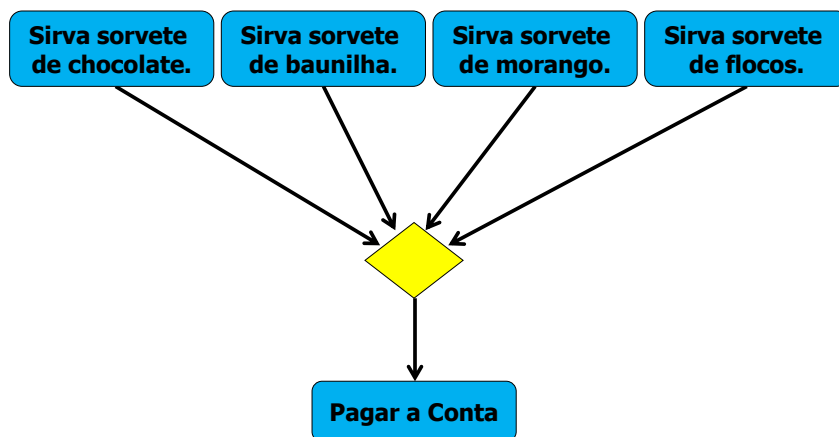 Sirva sorvete
de chocolate.
Sirva sorvete
de baunilha.
Sirva sorvete
de morango.
Sirva sorvete
de flocos.
Pagar a Conta